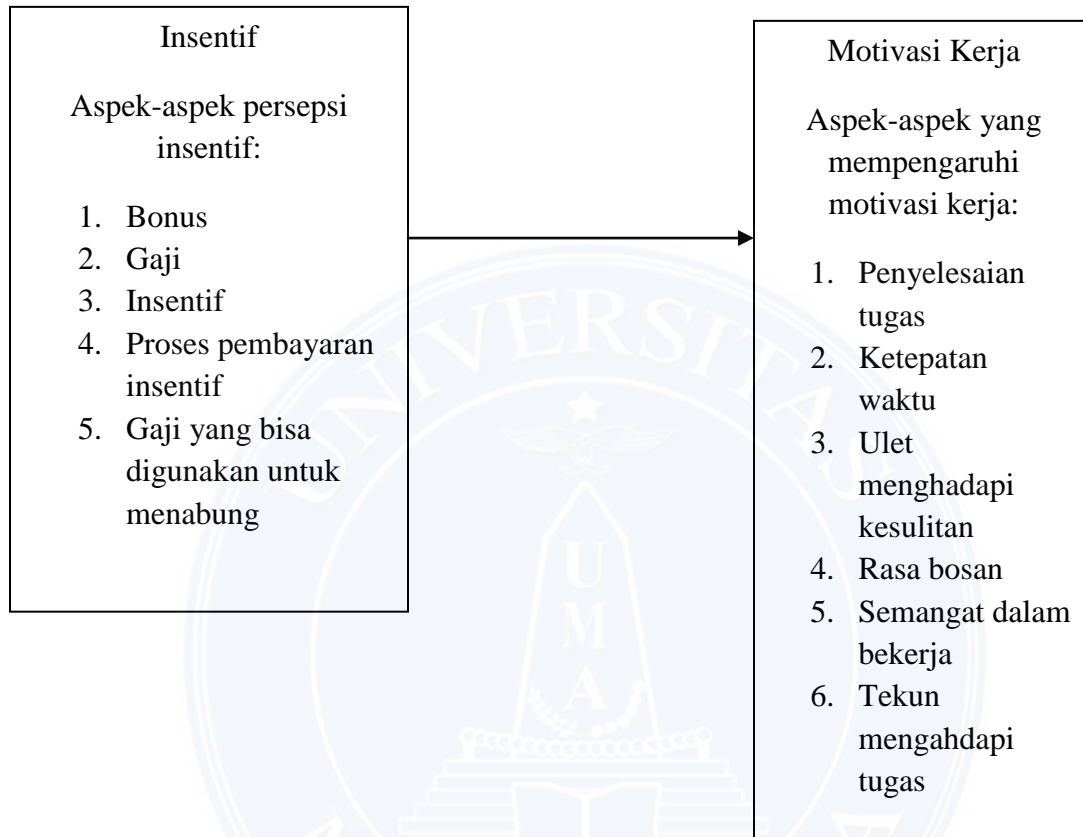 Insentif
Aspek-aspek persepsi
insentif:
1. Bonus
2. Gaji
3. Insentif
4. Proses pembayaran
insentif
5. Gaji yang bisa
digunakan untuk
menabung
Motivasi Kerja
Aspek-aspek yang
mempengaruhi
motivasi kerja:
1. Penyelesaian
tugas
2. Ketepatan
waktu
3. Ulet
menghadapi
kesulitan
4. Rasa bosan
5. Semangat dalam
bekerja
6. Tekun
mengahdapi
tugas
UNIVERSITAS
U
M
A